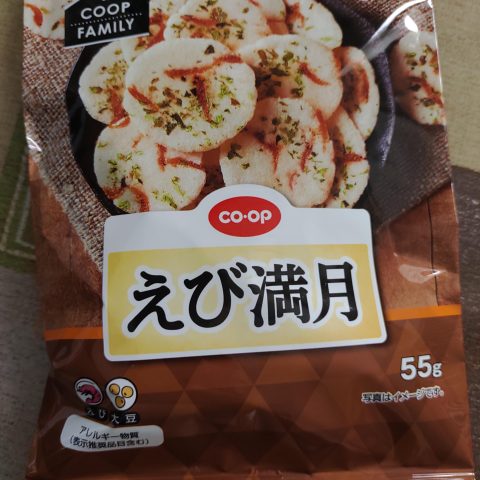 COOP
FAMILY
CO・OP
えび満月
55g
写真はイメージです。
えび 大豆
アレルギー物質
(表示推奨品目含む)